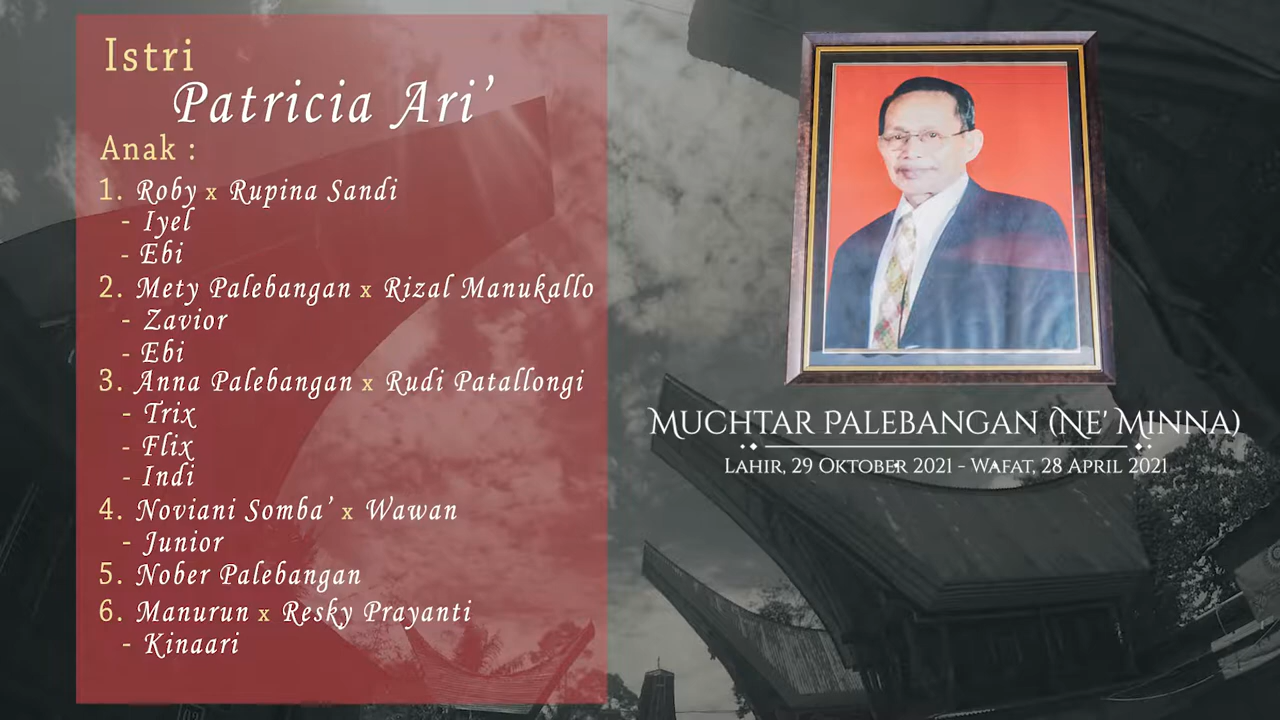 Istri
Patricia Ari’
Anak :
1. Roby x Rupina Sandi
- Iyel
- Ebi
2. Mety Palebangan x Rizal Manukallo
- Zavior
- Ebi
3. Anna Palebangan x Rudi Patallongi
- Trix
- Flix
- Indi
4. Noviani Somba’ x Wawan
- Junior
5. Nober Palebangan
6. Manurun x Resky Prayanti
- Kinaari
Muchtar Palebangan (Ne' Minna)
Lahir, 29 Oktober 2021 - Wafat, 28 April 2021